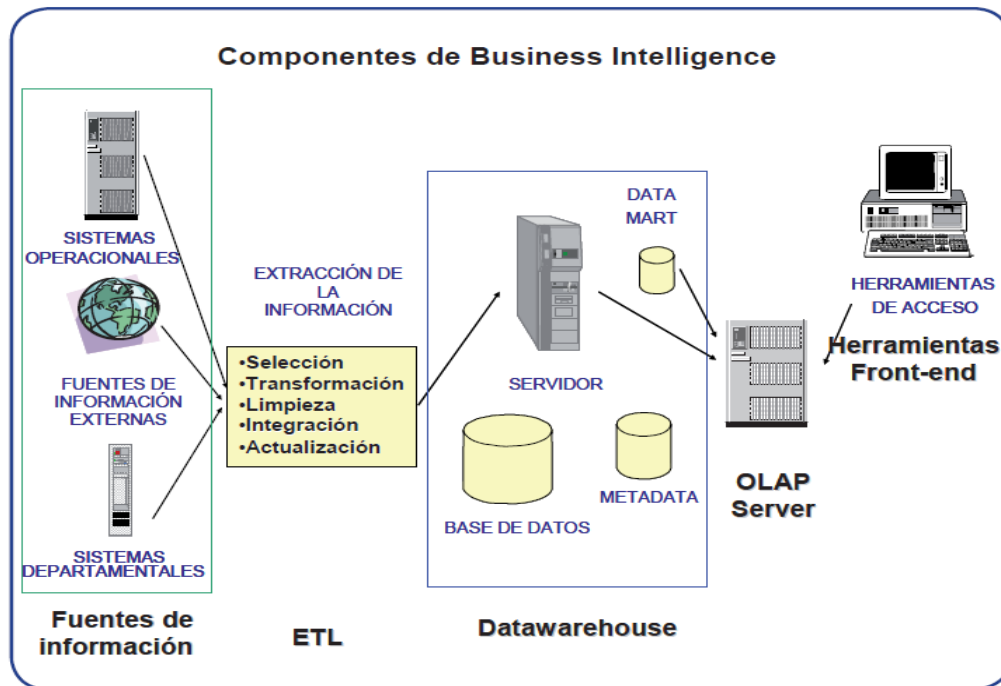 Componentes de Business Intelligence
SISTEMAS
OPERACIONALES
FUENTES DE
INFORMACIÓN
EXTERNAS
SISTEMAS
DEPARTAMENTALES
Fuentes de
información
EXTRACCIÓN DE
LA
INFORMACIÓN
•Selección
•Transformación
•Limpieza
•Integración
•Actualización
ETL
DATA
MART
SERVIDOR
BASE DE DATOS
METADATA
Datawarehouse
OLAP
Server
HERRAMIENTAS
DE ACCESO
Herramientas
Front-end